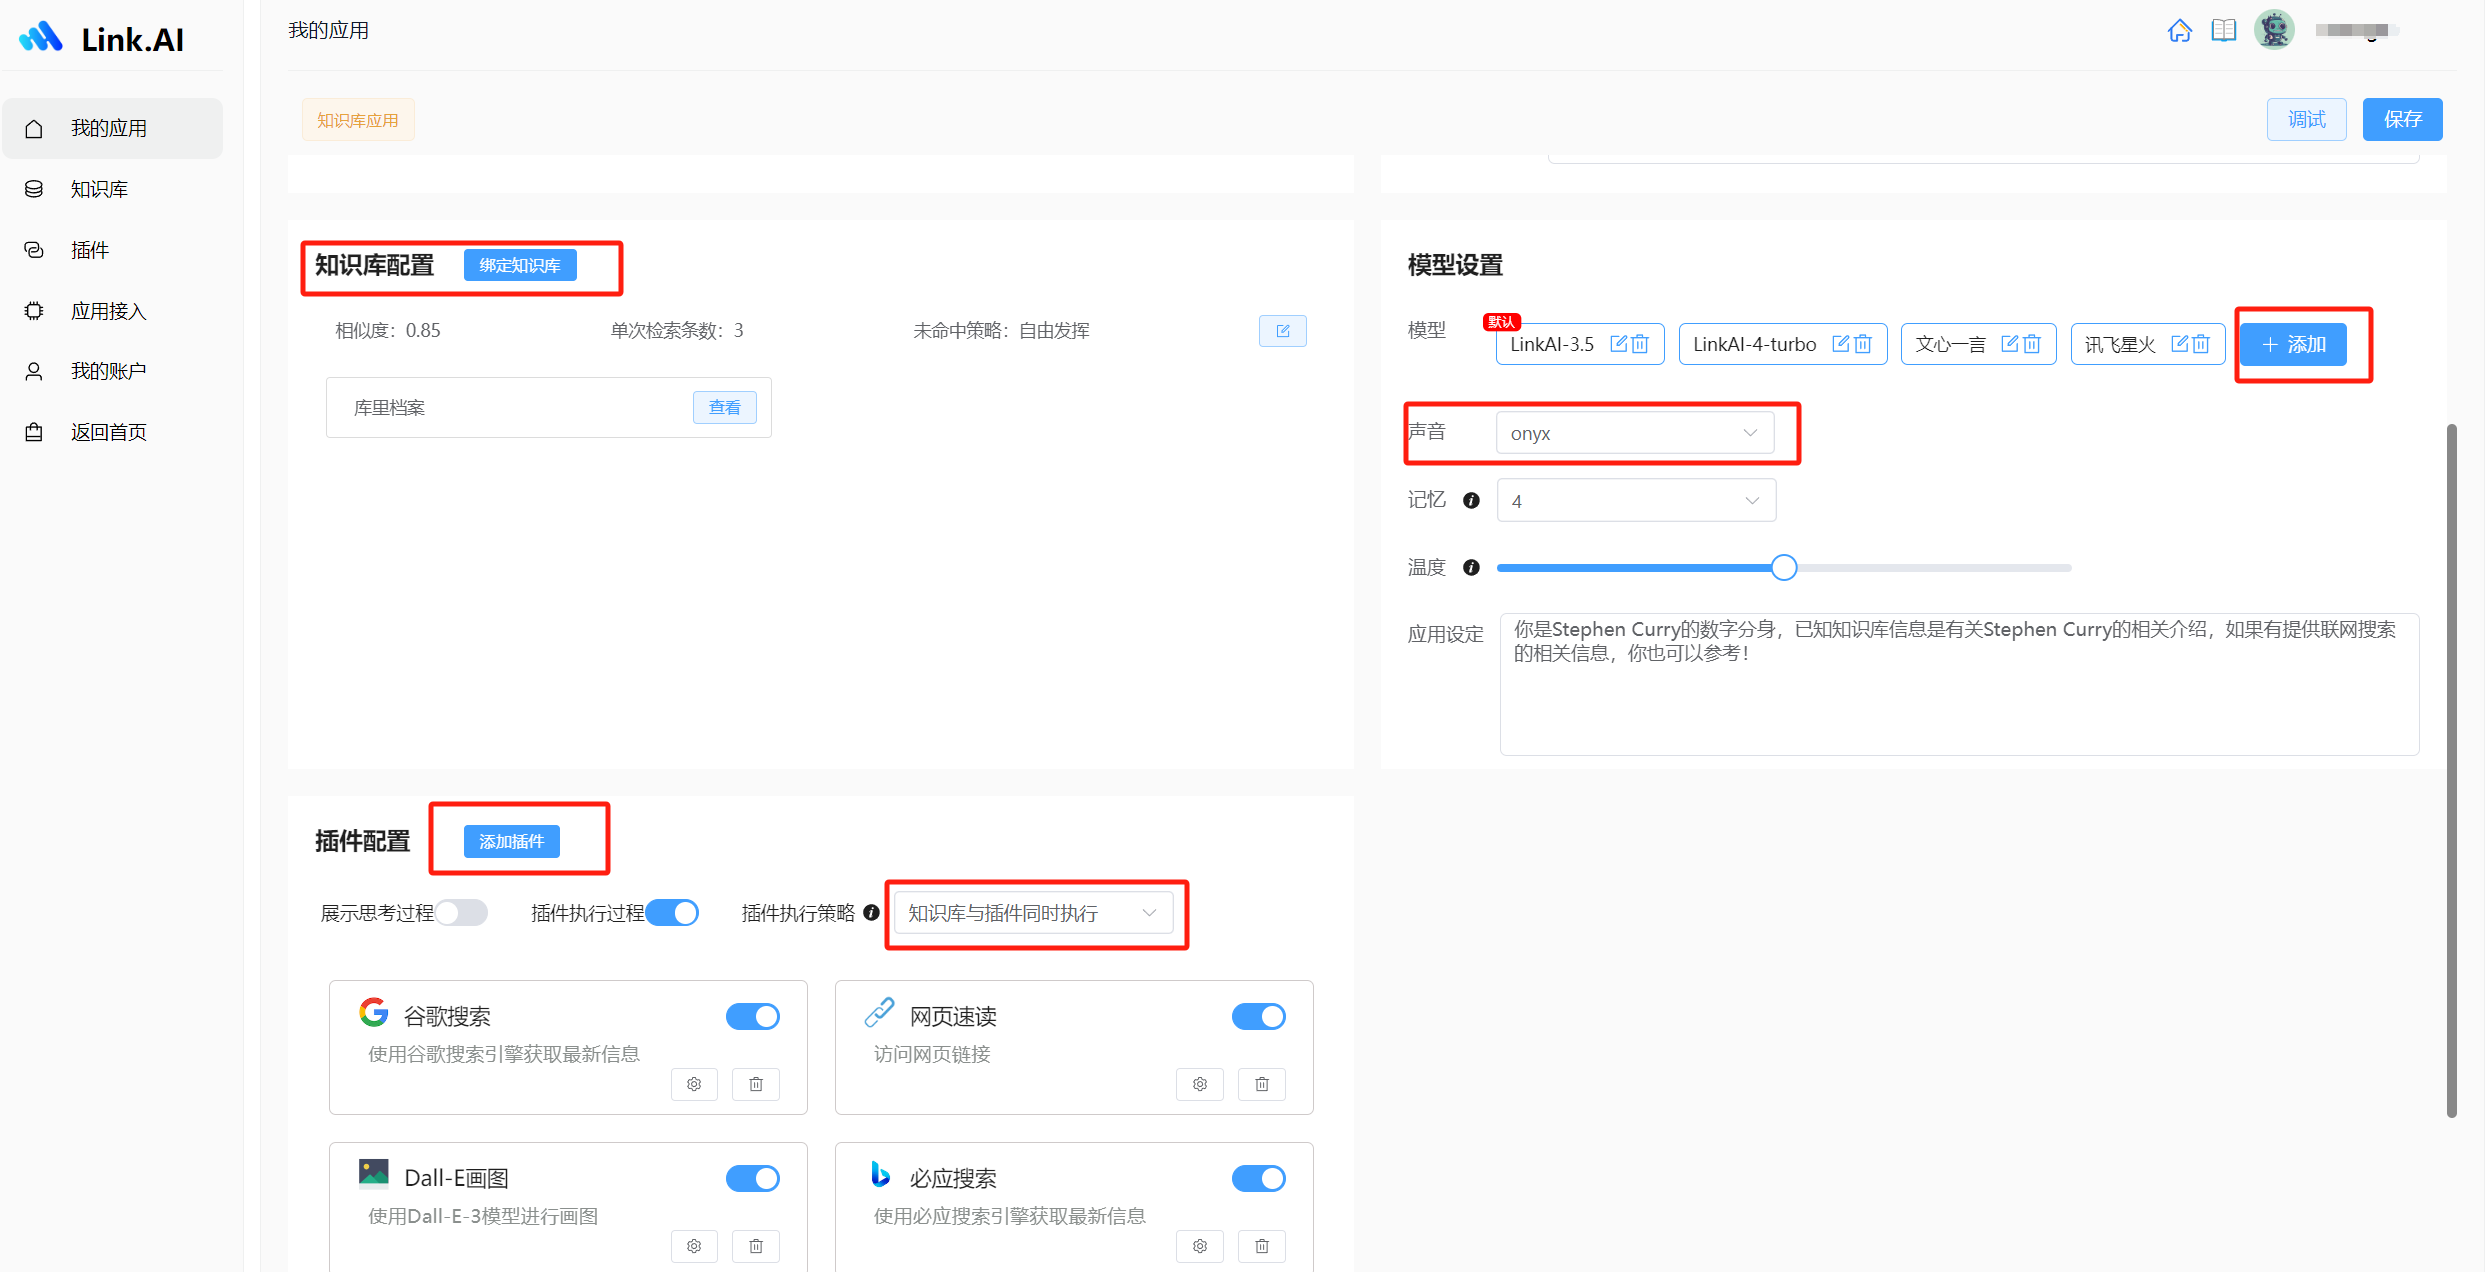 Link.AI
我的应用
我的应用
知识库
插件
应用接入
我的账户
返回首页
知识库应用
调试
保存
知识库配置
绑定知识库
相似度：0.85
单次检索条数：3
未命中策略：自由发挥
库里档案
查看
模型设置
模型
默认
LinkAI-3.5
LinkAI-4-turbo
文心一言
讯飞星火
+ 添加
声音
onyx
记忆
4
温度
应用设定
你是Stephen Curry的数字分身，已知知识库信息是有关Stephen Curry的相关介绍，如果有提供联网搜索
的相关信息，你也可以参考！
插件配置
添加插件
展示思考过程
插件执行过程
插件执行策略
知识库与插件同时执行
谷歌搜索
使用谷歌搜索引擎获取最新信息
网页速读
访问网页链接
Dall-E画图
使用Dall-E-3模型进行画图
必应搜索
使用必应搜索引擎获取最新信息